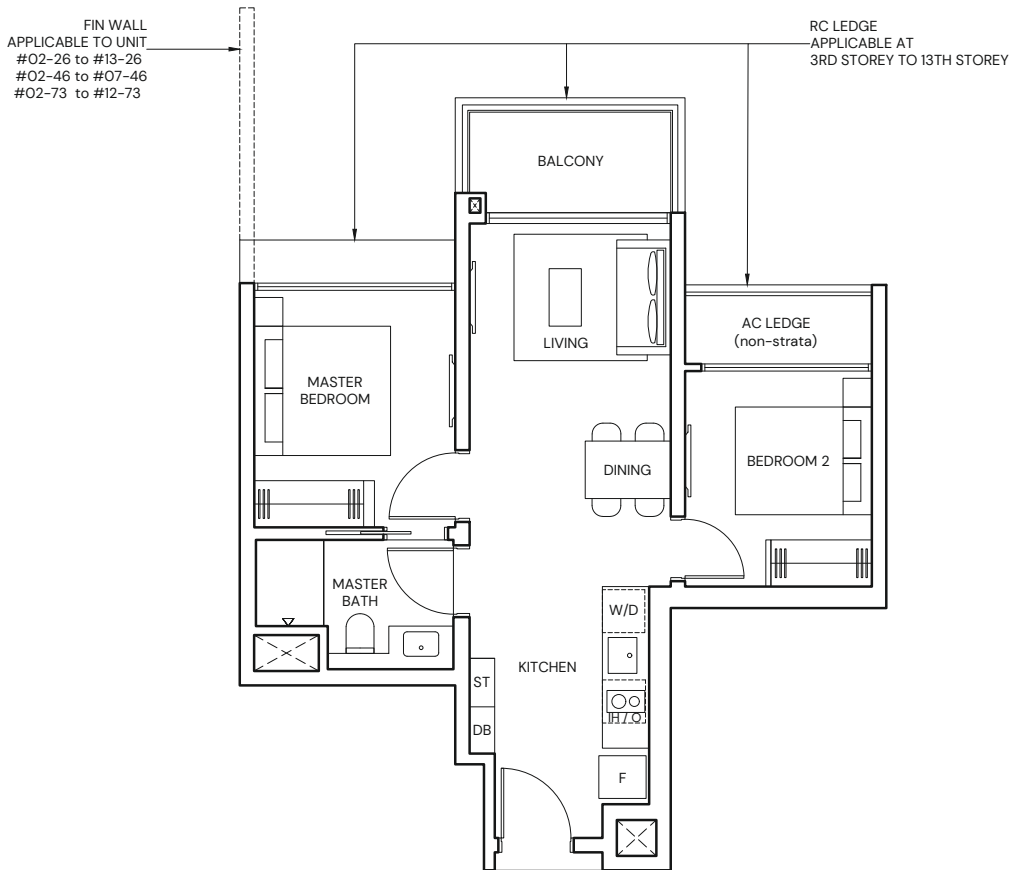 FIN WALL
APPLICABLE TO UNIT
#02-26 to #13-26
#02-46 to #07-46
#02-73 to #12-73
RC LEDGE
APPLICABLE AT
3RD STOREY TO 13TH STOREY
BALCONY
LIVING
AC LEDGE
(non-strata)
MASTER
BEDROOM
DINING
BEDROOM 2
MASTER
BATH
W/D
KITCHEN
ST
IH / O
DB
F